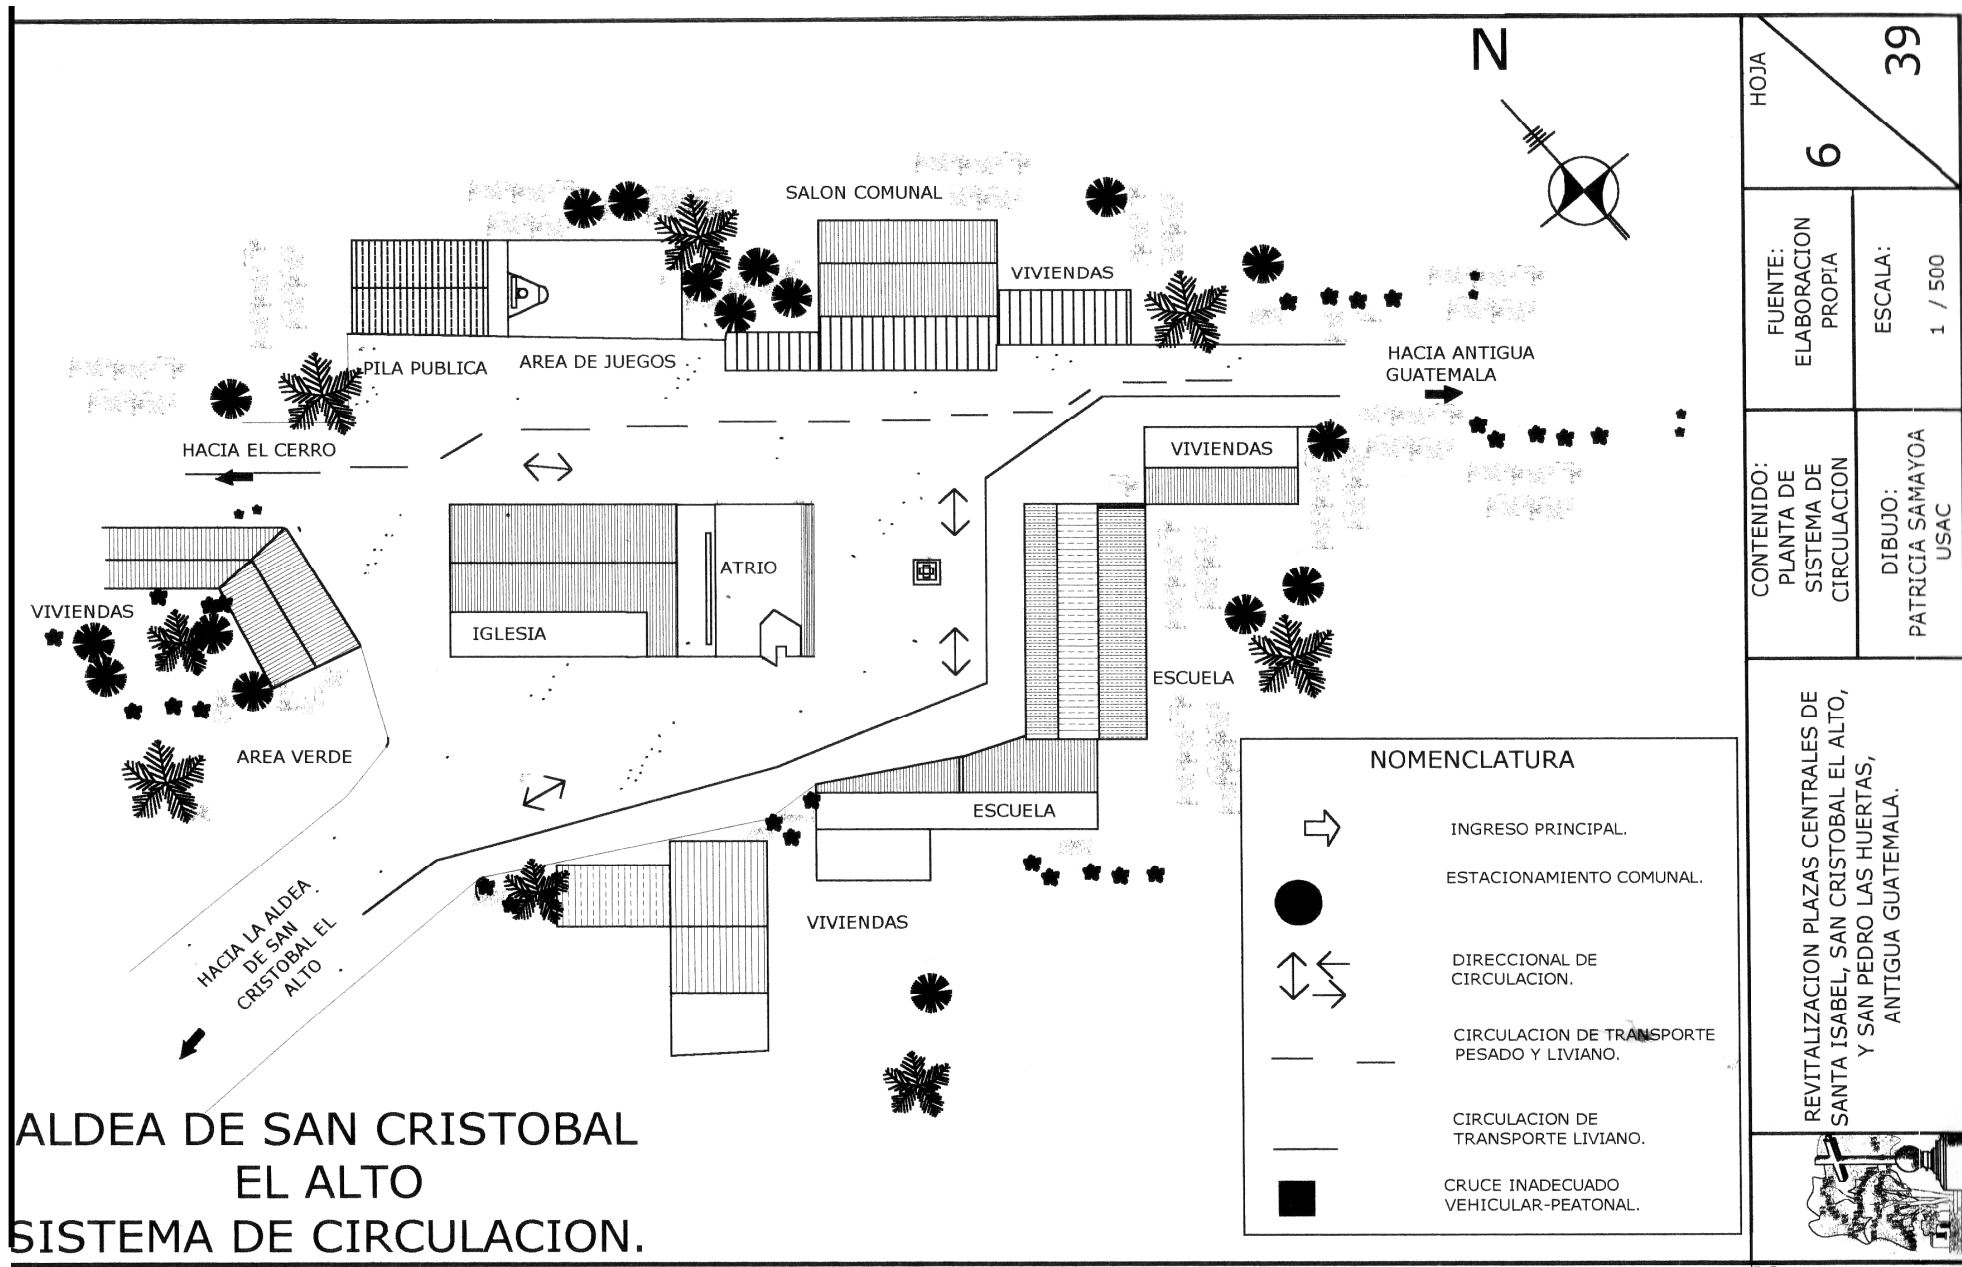 N
SALON COMUNAL
VIVIENDAS
PILA PUBLICA
AREA DE JUEGOS
HACIA ANTIGUA
GUATEMALA
HACIA EL CERRO
VIVIENDAS
ATRIO
IGLESIA
VIVIENDAS
ESCUELA
AREA VERDE
ESCUELA
VIVIENDAS
HACIA LA ALDEA
DE SAN
CRISTOBAL EL
ALTO
ALDEA DE SAN CRISTOBAL
EL ALTO
SISTEMA DE CIRCULACION.
NOMENCLATURA
INGRESO PRINCIPAL.
ESTACIONAMIENTO COMUNAL.
DIRECCIONAL DE
CIRCULACION.
CIRCULACION DE TRANSPORTE
PESADO Y LIVIANO.
CIRCULACION DE
TRANSPORTE LIVIANO.
CRUCE INADECUADO
VEHICULAR-PEATONAL.
HOJA
6
39
FUENTE:
ELABORACION
PROPIA
ESCALA:
1 / 500
CONTENIDO:
PLANTA DE
SISTEMA DE
CIRCULACION
DIBUJO:
PATRICIA SAMAYOA
USAC
REVITALIZACION PLAZAS CENTRALES DE
SANTA ISABEL, SAN CRISTOBAL EL ALTO,
Y SAN PEDRO LAS HUERTAS,
ANTIGUA GUATEMALA.